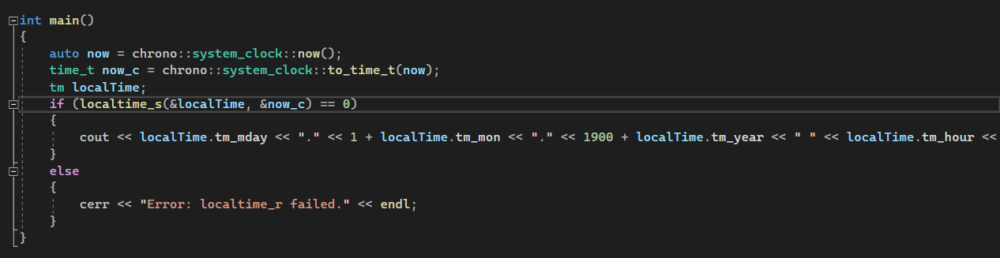 int main()
{
    auto now = chrono::system_clock::now();
    time_t now_c = chrono::system_clock::to_time_t(now);
    tm localTime;
    if (localtime_s(&localTime, &now_c) == 0)
    {
        cout << localTime.tm_mday << "." << 1 + localTime.tm_mon << "." << 1900 + localTime.tm_year << " " << localTime.tm_hour <<
    }
    else
    {
        cerr << "Error: localtime_r failed." << endl;
    }
}